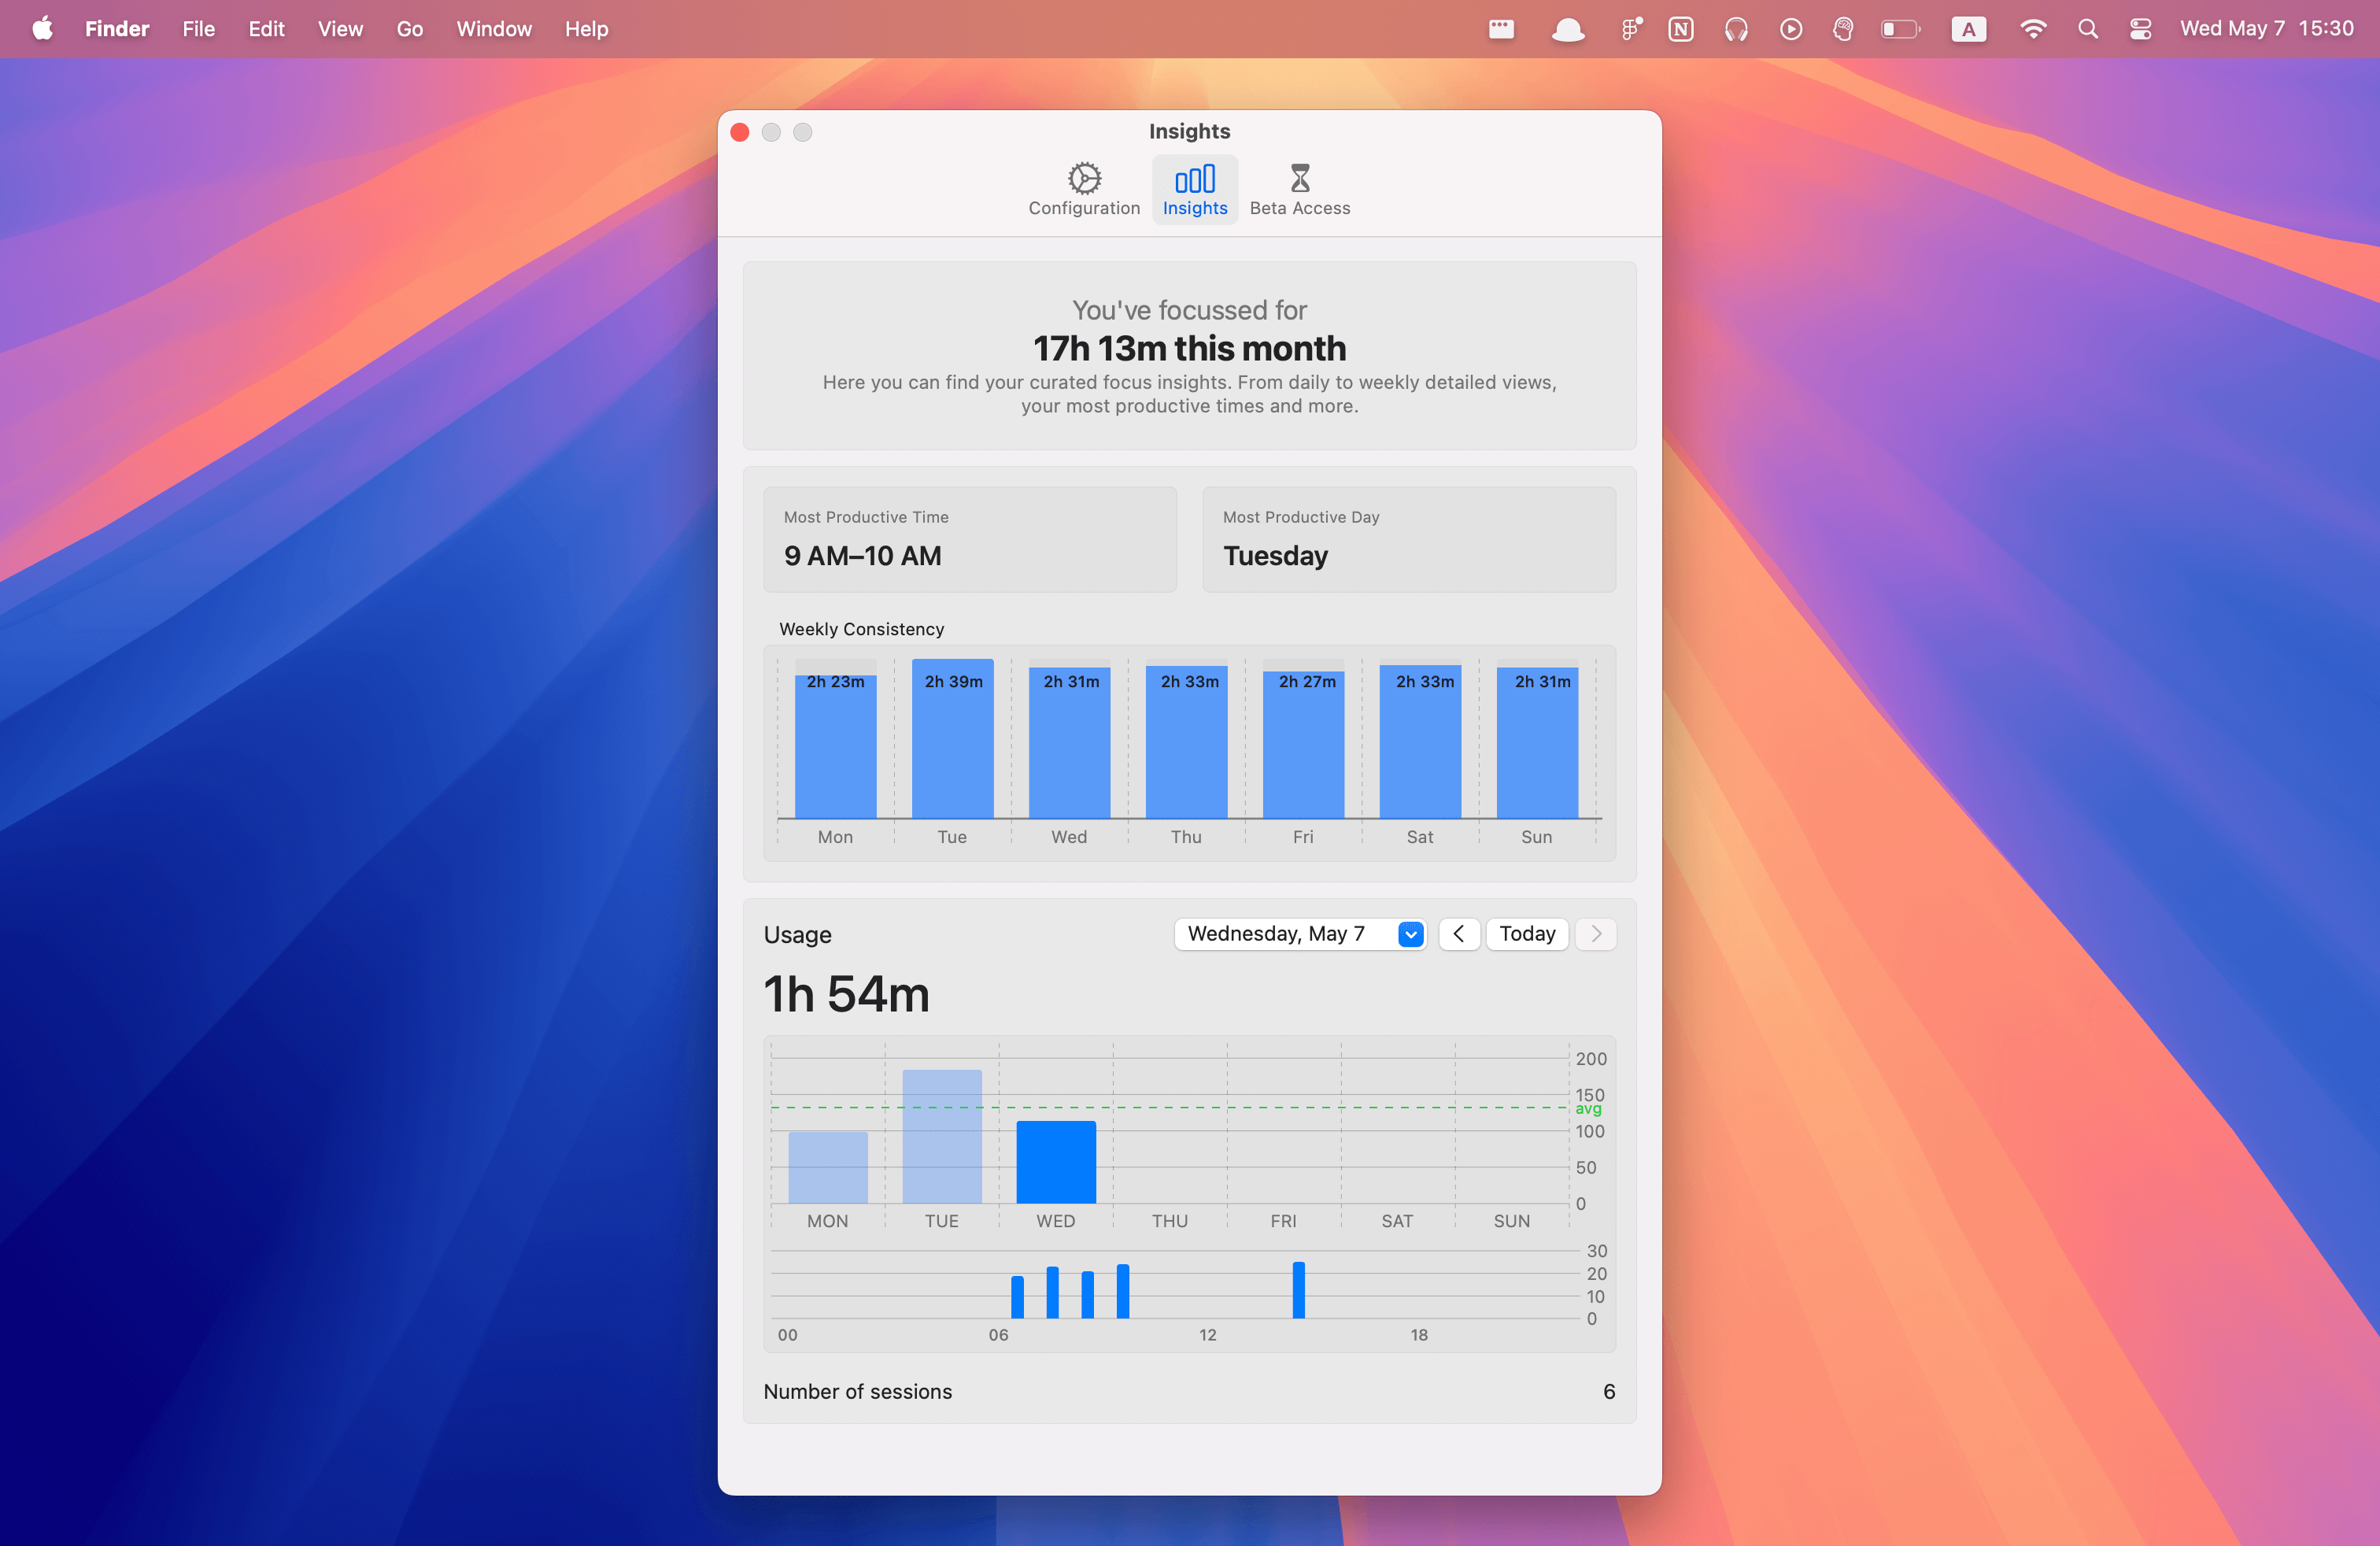 Finder File Edit View Go Window Help A Wed May 7 15:30
Insights
Configuration Insights Beta Access
You've focussed for
17h 13m this month
Here you can find your curated focus insights. From daily to weekly detailed views,
your most productive times and more.
Most Productive Time
9 AM–10 AM
Most Productive Day
Tuesday
Weekly Consistency
2h 23m 2h 39m 2h 31m 2h 33m 2h 27m 2h 33m 2h 31m
Mon Tue Wed Thu Fri Sat Sun
Usage
Wednesday, May 7 Today
1h 54m
200
150
avg
100
50
0
MON TUE WED THU FRI SAT SUN
30
20
10
0
00 06 12 18
Number of sessions 6